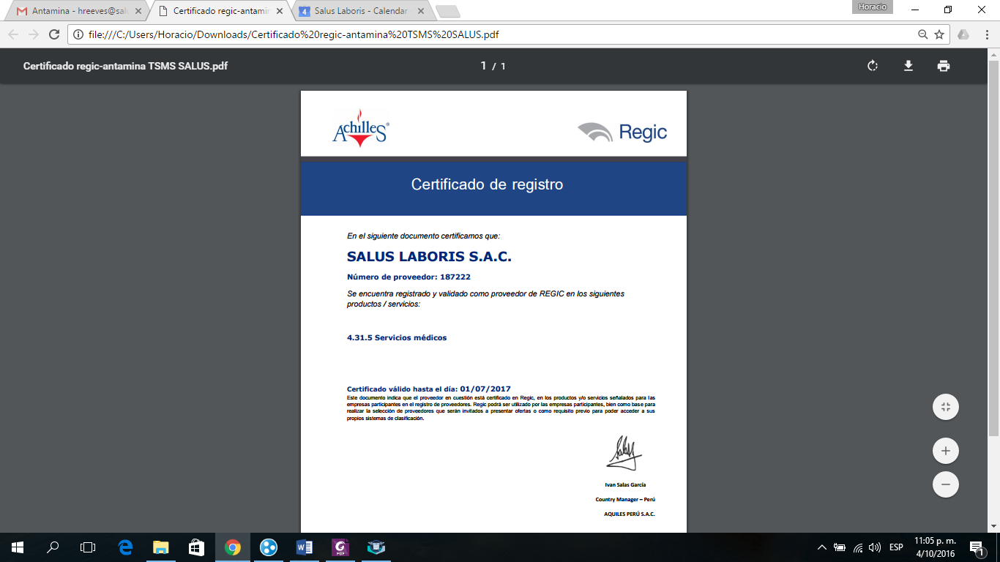 Antamina - hreeves@sal
Certificado regic-antamin
Salus Laboris - Calendar
Horacio
file:///C:/Users/Horacio/Downloads/Certificado%20regic-antamina%20TSMS%20SALUS.pdf
Certificado regic-antamina TSMS SALUS.pdf
1 / 1
Achilles®
Regic
Certificado de registro
En el siguiente documento certificamos que:
SALUS LABORIS S.A.C.
Número de proveedor: 187222
Se encuentra registrado y validado como proveedor de REGIC en los siguientes
productos / servicios:
4.31.5 Servicios médicos
Certificado válido hasta el día: 01/07/2017
Este documento indica que el proveedor en cuestión está certificado en Regic, en los productos y/o servicios señalados para las
empresas participantes en el registro de proveedores. Regic podrá ser utilizado por las empresas participantes, bien como base para
realizar la selección de proveedores que serán invitados a presentar ofertas o como requisito previo para poder acceder a sus
propios sistemas de clasificación.
Ivan Salas García
Country Manager – Perú
AQUILES PERÚ S.A.C.
ESP
11:05 p. m.
4/10/2016
1